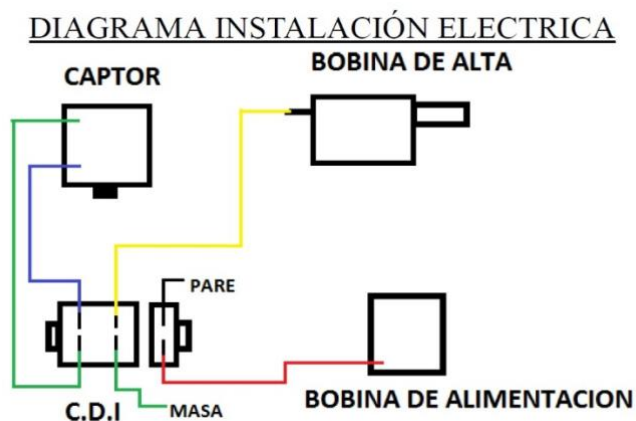 DIAGRAMA INSTALACIÓN ELECTRICA
CAPTOR
BOBINA DE ALTA
PARE
C.D.I
MASA
BOBINA DE ALIMENTACION